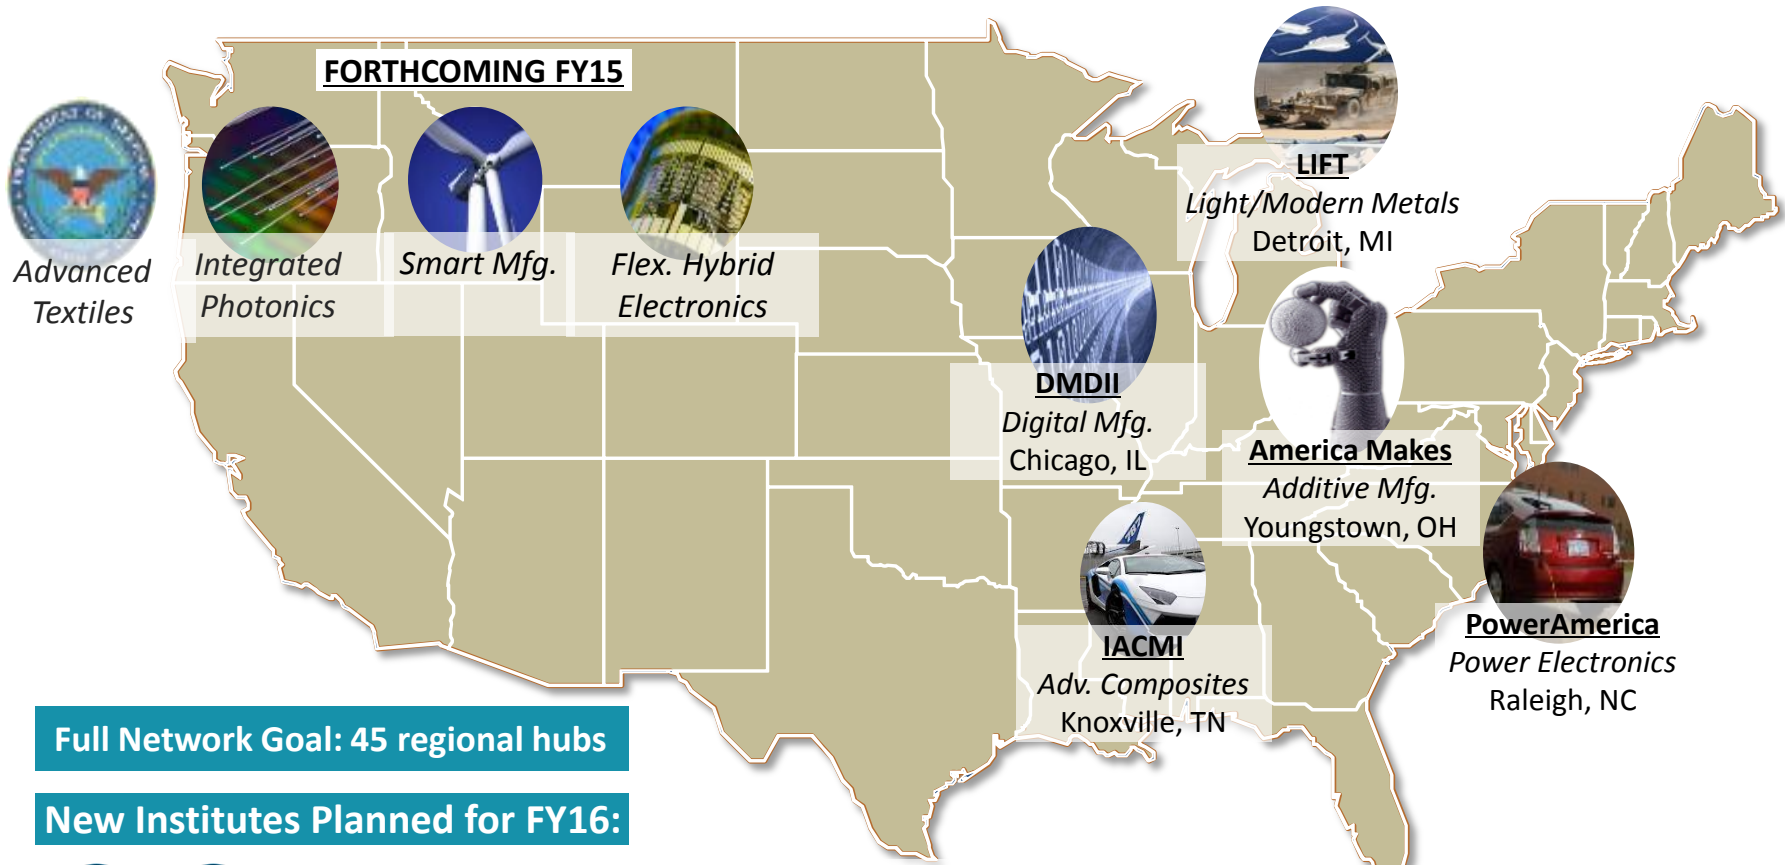 FORTHCOMING FY15
Advanced
Textiles
Integrated
Photonics
Smart Mfg.
Flex. Hybrid
Electronics
LIFT
Light/Modern Metals
Detroit, MI
DMDII
Digital Mfg.
Chicago, IL
America Makes
Additive Mfg.
Youngstown, OH
IACMI
Adv. Composites
Knoxville, TN
PowerAmerica
Power Electronics
Raleigh, NC
Full Network Goal: 45 regional hubs
New Institutes Planned for FY16: